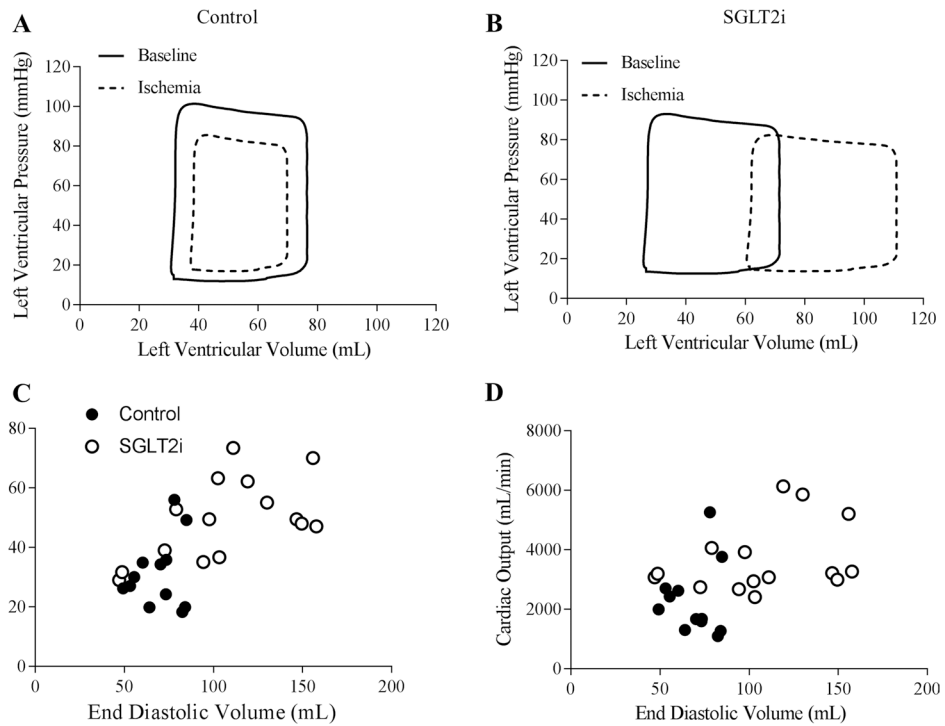 A
Control
Baseline
Ischemia
Left Ventricular Pressure (mmHg)
120
100
80
60
40
20
0
0 20 40 60 80 100 120
Left Ventricular Volume (mL)
B
SGLT2i
Baseline
Ischemia
Left Ventricular Pressure (mmHg)
120
100
80
60
40
20
0
0 20 40 60 80 100 120
Left Ventricular Volume (mL)
C
Control
SGLT2i
80
60
40
20
0
0 50 100 150 200
End Diastolic Volume (mL)
D
Cardiac Output (mL/min)
8000
6000
4000
2000
0
0 50 100 150 200
End Diastolic Volume (mL)